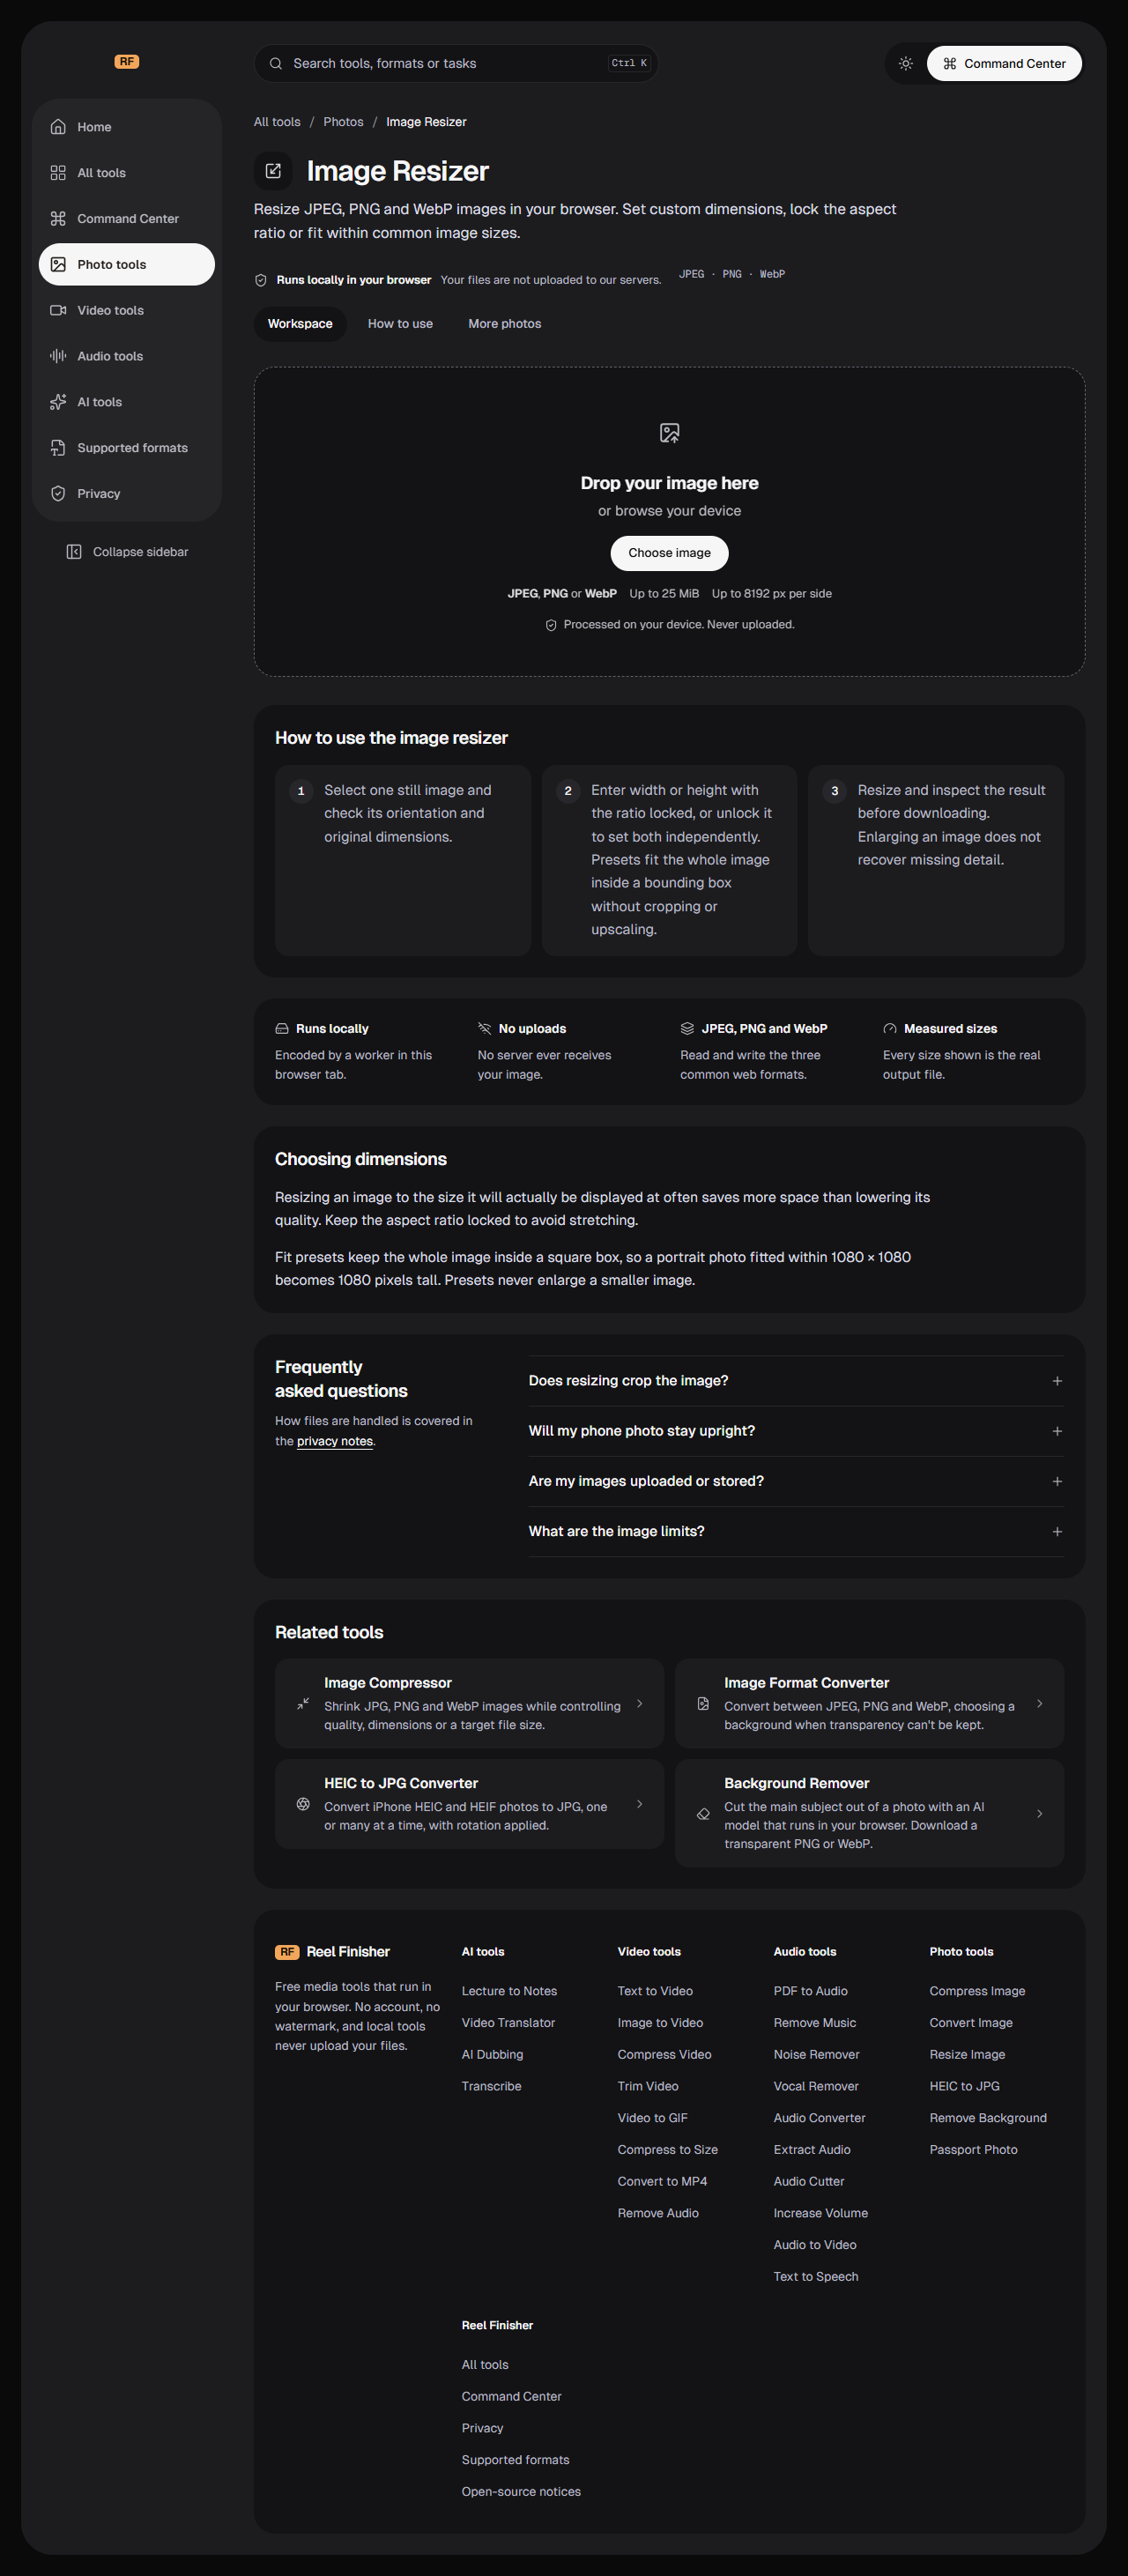 RF
Search tools, formats or tasks
Ctrl K
Command Center
Home
All tools
Command Center
Photo tools
Video tools
Audio tools
AI tools
Supported formats
Privacy
Collapse sidebar
All tools / Photos / Image Resizer
Image Resizer
Resize JPEG, PNG and WebP images in your browser. Set custom dimensions, lock the aspect
ratio or fit within common image sizes.
Runs locally in your browser Your files are not uploaded to our servers.
JPEG · PNG · WebP
Workspace
How to use
More photos
Drop your image here
or browse your device
Choose image
JPEG, PNG or WebP Up to 25 MiB Up to 8192 px per side
Processed on your device. Never uploaded.
How to use the image resizer
1
Select one still image and
check its orientation and
original dimensions.
2
Enter width or height with
the ratio locked, or unlock it
to set both independently.
Presets fit the whole image
inside a bounding box
without cropping or
upscaling.
3
Resize and inspect the result
before downloading.
Enlarging an image does not
recover missing detail.
Runs locally
Encoded by a worker in this
browser tab.
No uploads
No server ever receives
your image.
JPEG, PNG and WebP
Read and write the three
common web formats.
Measured sizes
Every size shown is the real
output file.
Choosing dimensions
Resizing an image to the size it will actually be displayed at often saves more space than lowering its
quality. Keep the aspect ratio locked to avoid stretching.
Fit presets keep the whole image inside a square box, so a portrait photo fitted within 1080 × 1080
becomes 1080 pixels tall. Presets never enlarge a smaller image.
Frequently
asked questions
How files are handled is covered in
the privacy notes.
Does resizing crop the image?
Will my phone photo stay upright?
Are my images uploaded or stored?
What are the image limits?
Related tools
Image Compressor
Shrink JPG, PNG and WebP images while controlling
quality, dimensions or a target file size.
Image Format Converter
Convert between JPEG, PNG and WebP, choosing a
background when transparency can't be kept.
HEIC to JPG Converter
Convert iPhone HEIC and HEIF photos to JPG, one
or many at a time, with rotation applied.
Background Remover
Cut the main subject out of a photo with an AI
model that runs in your browser. Download a
transparent PNG or WebP.
RF Reel Finisher
Free media tools that run in
your browser. No account, no
watermark, and local tools
never upload your files.
AI tools
Lecture to Notes
Video Translator
AI Dubbing
Transcribe
Video tools
Text to Video
Image to Video
Compress Video
Trim Video
Video to GIF
Compress to Size
Convert to MP4
Remove Audio
Audio tools
PDF to Audio
Remove Music
Noise Remover
Vocal Remover
Audio Converter
Extract Audio
Audio Cutter
Increase Volume
Audio to Video
Text to Speech
Photo tools
Compress Image
Convert Image
Resize Image
HEIC to JPG
Remove Background
Passport Photo
Reel Finisher
All tools
Command Center
Privacy
Supported formats
Open-source notices